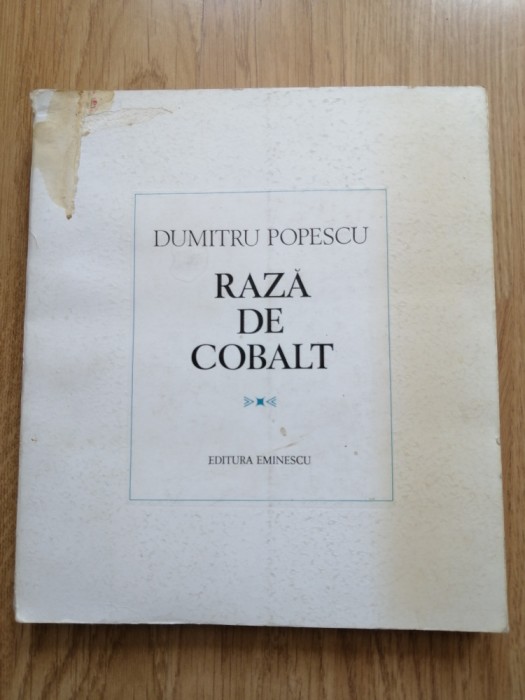 DUMITRU POPESCU
RAZĂ
DE
COBALT
EDITURA EMINESCU